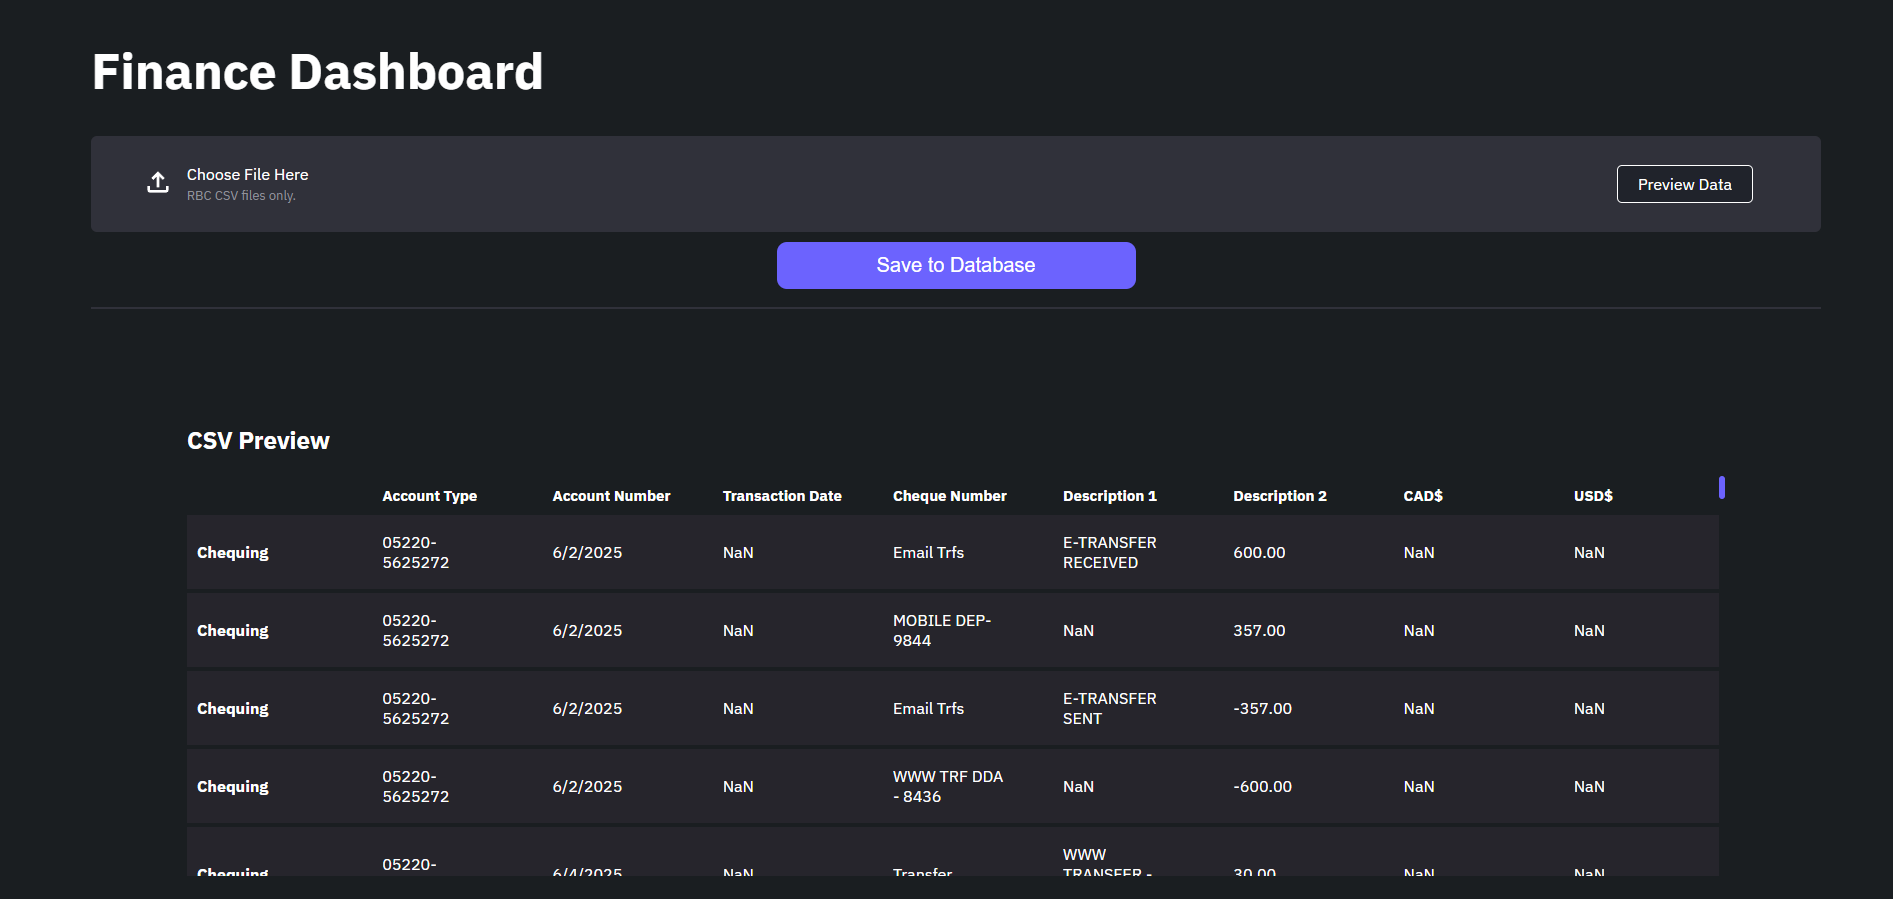 Finance Dashboard
Choose File Here
RBC CSV files only.
Preview Data
Save to Database
CSV Preview
Account Type Account Number Transaction Date Cheque Number Description 1 Description 2 CAD$ USD$
Chequing 05220-5625272 6/2/2025 NaN Email Trfs E-TRANSFER RECEIVED 600.00 NaN NaN
Chequing 05220-5625272 6/2/2025 NaN MOBILE DEP-9844 NaN 357.00 NaN NaN
Chequing 05220-5625272 6/2/2025 NaN Email Trfs E-TRANSFER SENT -357.00 NaN NaN
Chequing 05220-5625272 6/2/2025 NaN WWW TRF DDA - 8436 NaN -600.00 NaN NaN
Chequing 05220- 6/4/2025 NaN Transfer WWW TRANSFER - 30.00 NaN NaN